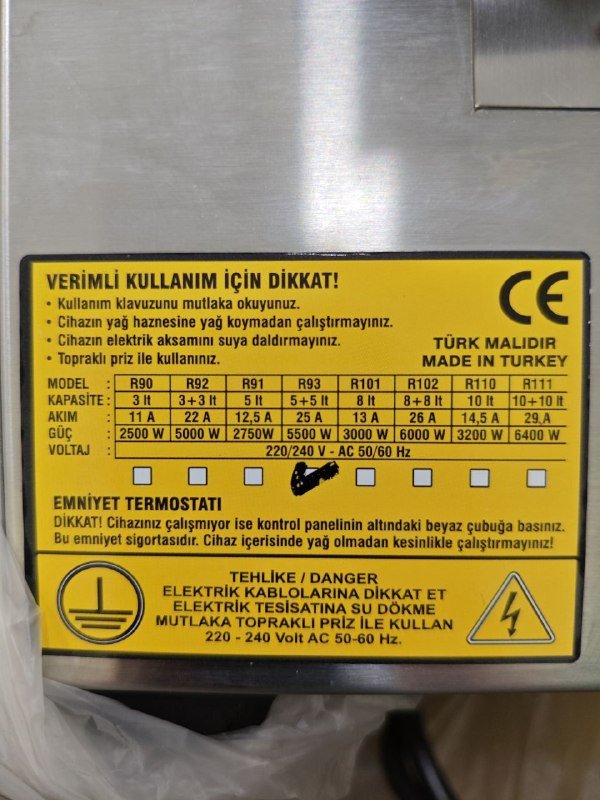 VERİMLİ KULLANIM İÇİN DİKKAT!
• Kullanım klavuzunu mutlaka okuyunuz.
• Cihazın yağ haznesine yağ koymadan çalıştırmayınız.
• Cihazın elektrik aksamını suya daldırmayınız.
• Topraklı priz ile kullanınız.
CE
TÜRK MALIDIR
MADE IN TURKEY
MODEL : R90 R92 R91 R93 R101 R102 R110 R111
KAPASİTE : 3 lt 3+3 lt 5 lt 5+5 lt 8 lt 8+8 lt 10 lt 10+10 lt
AKIM : 11 A 22 A 12,5 A 25 A 13 A 26 A 14,5 A 29 A
GÜÇ : 2500 W 5000 W 2750W 5500 W 3000 W 6000 W 3200 W 6400 W
VOLTAJ : 220/240 V - AC 50/60 Hz
EMNİYET TERMOSTATI
DİKKAT! Cihazınız çalışmıyor ise kontrol panelinin altındaki beyaz çubuğa basınız.
Bu emniyet sigortasıdır. Cihaz içerisinde yağ olmadan kesinlikle çalıştırmayınız!
TEHLİKE / DANGER
ELEKTRİK KABLOLARINA DİKKAT ET
ELEKTRİK TESİSATINA SU DÖKME
MUTLAKA TOPRAKLI PRİZ İLE KULLAN
220 - 240 Volt AC 50-60 Hz.